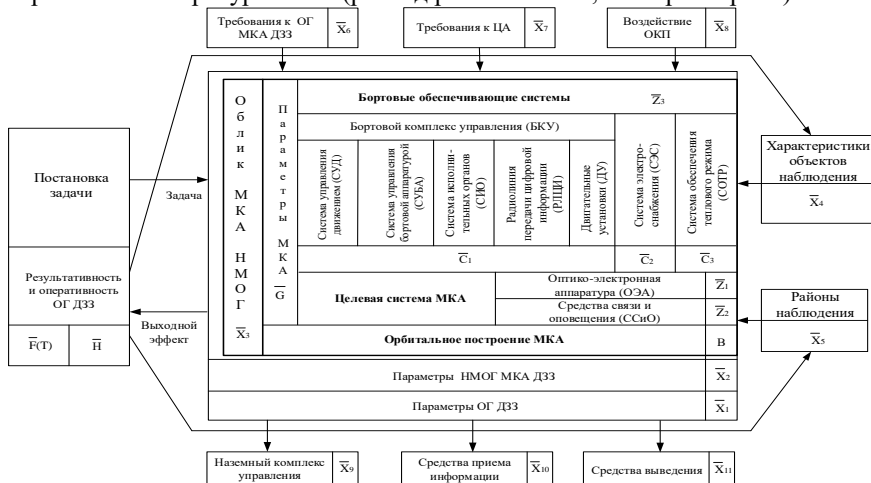 Требования к ОГ
МКА ДЗЗ
X̅6
Требования к ЦА
X̅7
Воздействие
ОКП
X̅8
Постановка
задачи
Результативность
и оперативность
ОГ ДЗЗ
F̅(T)
H̅
Задача
Выходной
эффект
Облик МКА НМОГ
X̅3
Параметры МКА
G̅
Бортовые обеспечивающие системы
Z̅3
Бортовой комплекс управления (БКУ)
Система управления
движением (СУД)
Система управления
бортовой аппаратурой
(СУБА)
Система исполни-
тельных органов
(СИО)
Радиолиния
передачи цифровой
информации
(РЛЦИ)
Двигательные
установки (ДУ)
Система электро-
снабжения (СЭС)
Система обеспечения
теплового режима
(СОТР)
C̅1
C̅2
C̅3
Целевая система МКА
Оптико-электронная
аппаратура (ОЭА)
Z̅1
Средства связи и
оповещения (ССиО)
Z̅2
Орбитальное построение МКА
В
Параметры НМОГ МКА ДЗЗ
X̅2
Параметры ОГ ДЗЗ
X̅1
Характеристики
объектов
наблюдения
X̅4
Районы
наблюдения
X̅5
Наземный комплекс
управления
X̅9
Средства приема
информации
X̅10
Средства выведения
X̅11